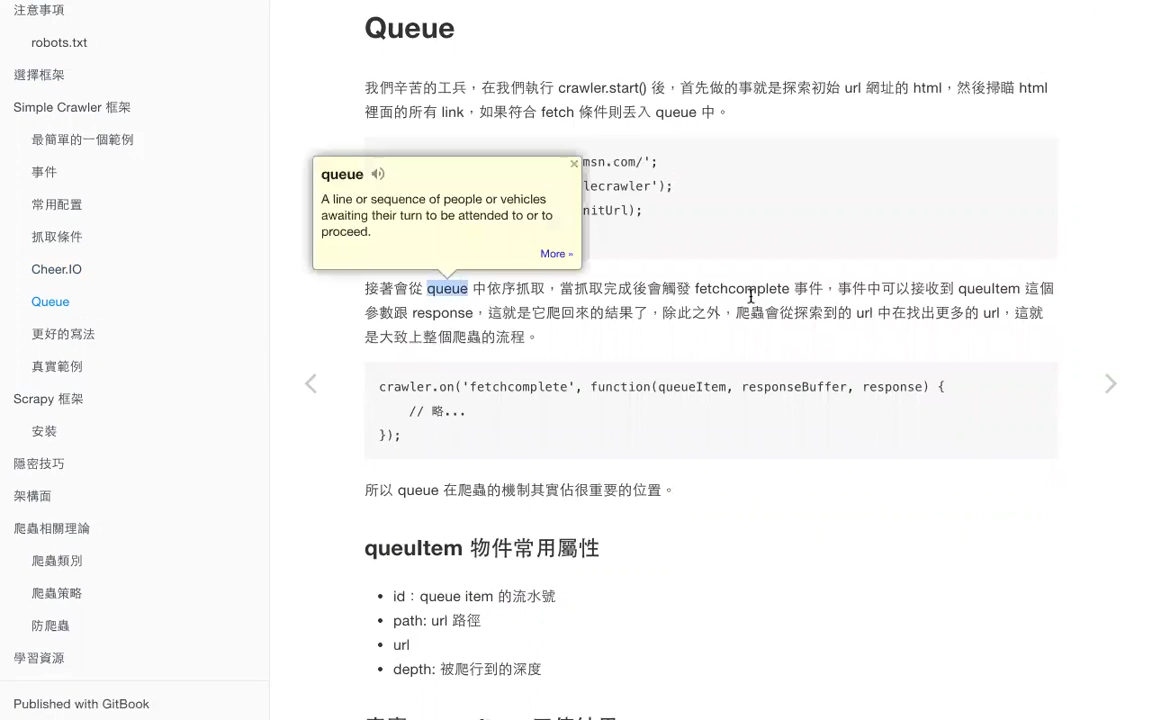 注意事項
robots.txt
選擇框架
Simple Crawler 框架
最簡單的一個範例
事件
常用配置
抓取條件
Cheer.IO
Queue
更好的寫法
真實範例
Scrapy 框架
安裝
隱密技巧
架構面
爬蟲相關理論
爬蟲類別
爬蟲策略
防爬蟲
學習資源
Published with GitBook
Queue
我們辛苦的工兵，在我們執行 crawler.start() 後，首先做的事就是探索初始 url 網址的 html，然後掃瞄 html
裡面的所有 link，如果符合 fetch 條件則丟入 queue 中。
msn.com/';
lecrawler');
nitUrl);
queue
A line or sequence of people or vehicles
awaiting their turn to be attended to or to
proceed.
More »
接著會從 queue 中依序抓取，當抓取完成後會觸發 fetchcomplete 事件，事件中可以接收到 queuItem 這個
參數跟 response，這就是它爬回來的結果了，除此之外，爬蟲會從探索到的 url 中在找出更多的 url，這就
是大致上整個爬蟲的流程。
crawler.on('fetchcomplete', function(queueItem, responseBuffer, response) {
// 略...
});
所以 queue 在爬蟲的機制其實佔很重要的位置。
queuItem 物件常用屬性
• id：queue item 的流水號
• path: url 路徑
• url
• depth: 被爬行到的深度